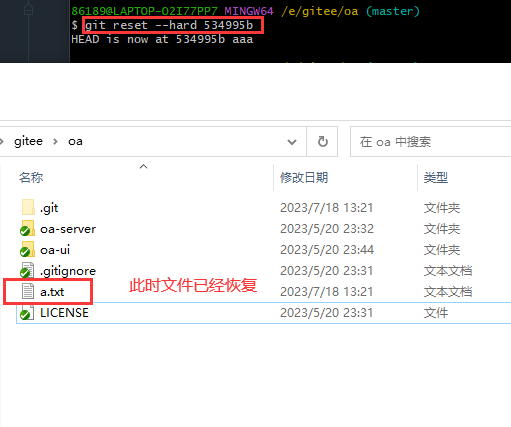 86189@LAPTOP-O2I77PP7 MINGW64 /e/gitee/oa (master)
$ git reset --hard 534995b
HEAD is now at 534995b aaa
gitee > oa
在 oa 中搜索
名称 修改日期 类型
.git 2023/7/18 13:21 文件夹
oa-server 2023/5/20 23:32 文件夹
oa-ui 2023/5/20 23:44 文件夹
.gitignore 2023/5/20 23:31 文本文档
a.txt 此时文件已经恢复 2023/7/18 13:21 文本文档
LICENSE 2023/5/20 23:31 文件